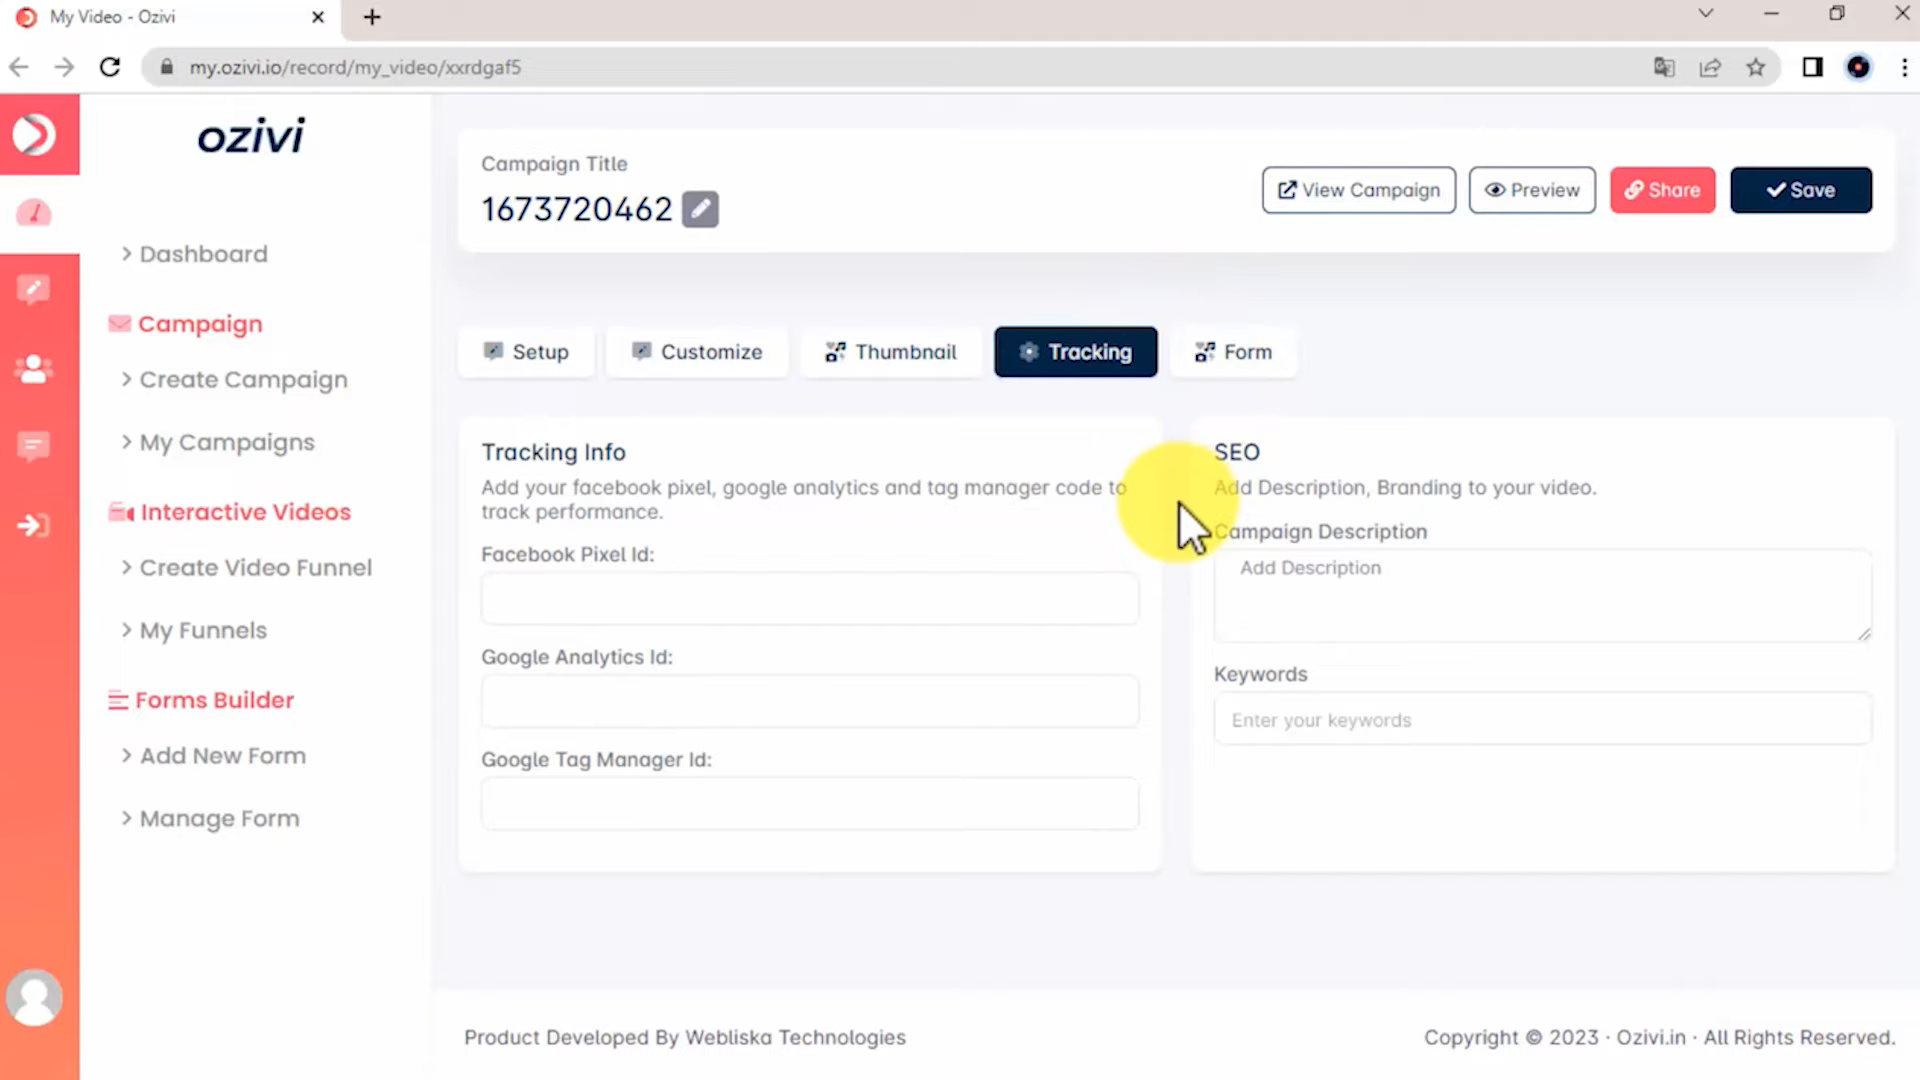 My Video - Ozivi
my.ozivi.io/record/my_video/xxrdgaf5
ozivi
Dashboard
Campaign
Create Campaign
My Campaigns
Interactive Videos
Create Video Funnel
My Funnels
Forms Builder
Add New Form
Manage Form
Campaign Title
1673720462
View Campaign
Preview
Share
Save
Setup
Customize
Thumbnail
Tracking
Form
Tracking Info
Add your facebook pixel, google analytics and tag manager code to
track performance.
Facebook Pixel Id:
Google Analytics Id:
Google Tag Manager Id:
SEO
Add Description, Branding to your video.
Campaign Description
Add Description
Keywords
Enter your keywords
Product Developed By Webliska Technologies
Copyright © 2023 · Ozivi.in · All Rights Reserved.